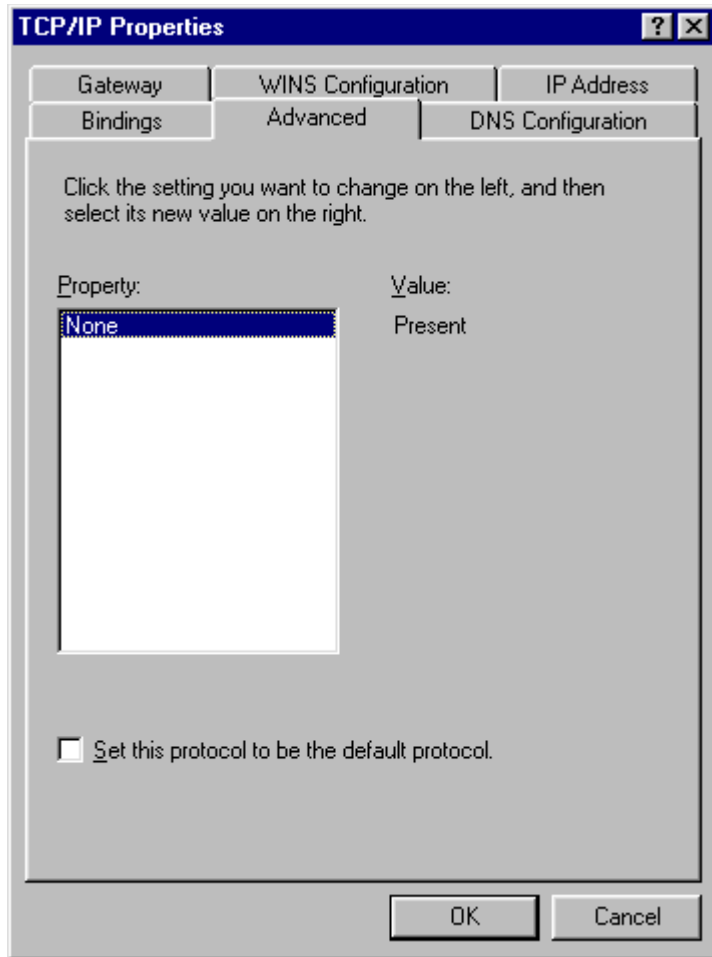 TCP/IP Properties
Gateway WINS Configuration IP Address
Bindings Advanced DNS Configuration
Click the setting you want to change on the left, and then
select its new value on the right.
Property: Value:
None Present
Set this protocol to be the default protocol.
OK Cancel